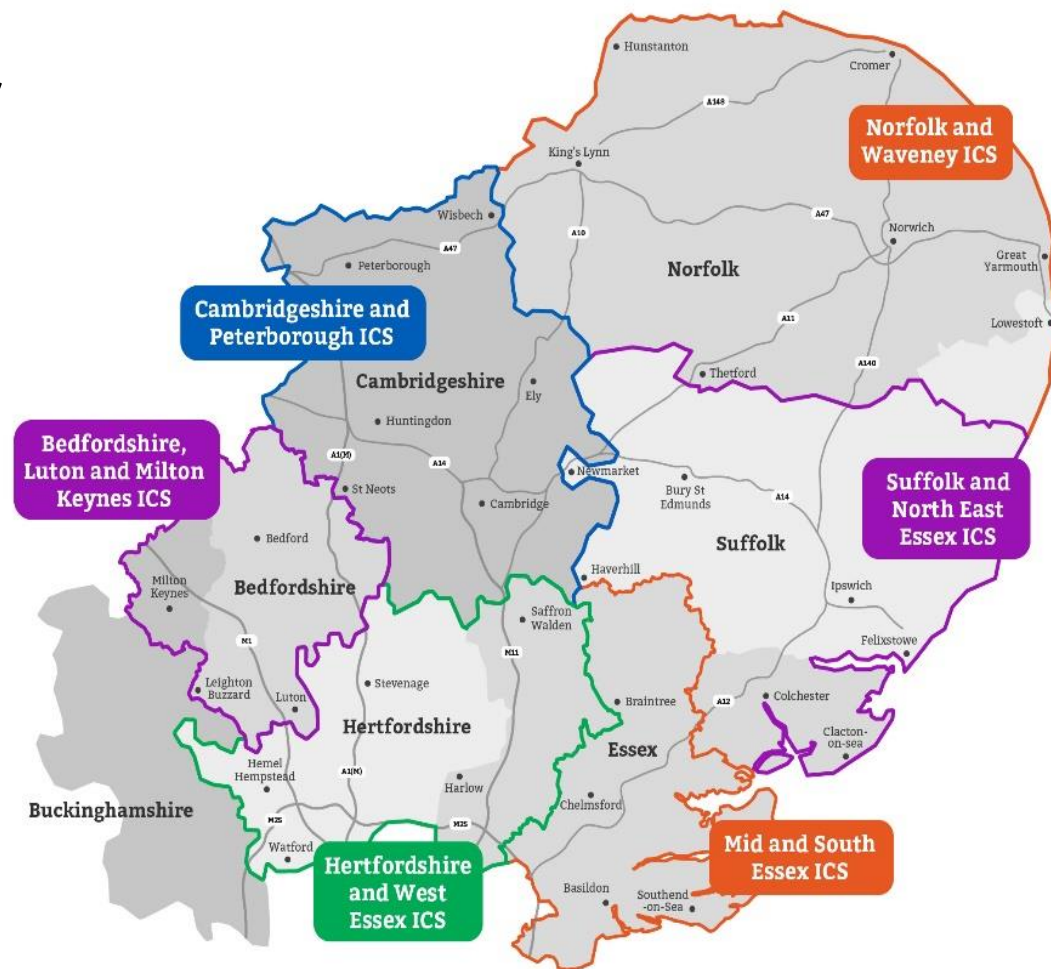 Hunstanton
Cromer
A148
Norfolk and
Waveney ICS
King's Lynn
Wisbech
A47
A10
A47
Norwich
Peterborough
Norfolk
Great
Yarmouth
Cambridgeshire and
Peterborough ICS
A11
Lowestoft
A140
Thetford
Cambridgeshire
Ely
Huntingdon
Bedfordshire,
Luton and Milton
Keynes ICS
A1(M)
A14
Newmarket
St Neots
Bury St
Edmunds
A14
Suffolk and
North East
Essex ICS
Cambridge
Bedford
Suffolk
Milton
Keynes
Bedfordshire
Haverhill
Ipswich
Saffron
Walden
M1
M11
Felixstowe
Leighton
Buzzard
Stevenage
Luton
Braintree
A12
Colchester
Hertfordshire
Essex
Clacton-
on-sea
Hemel
Hempstead
A1(M)
Harlow
Chelmsford
Buckinghamshire
M25
M25
Watford
Mid and South
Essex ICS
Hertfordshire
and West
Essex ICS
Basildon
Southend
-on-Sea